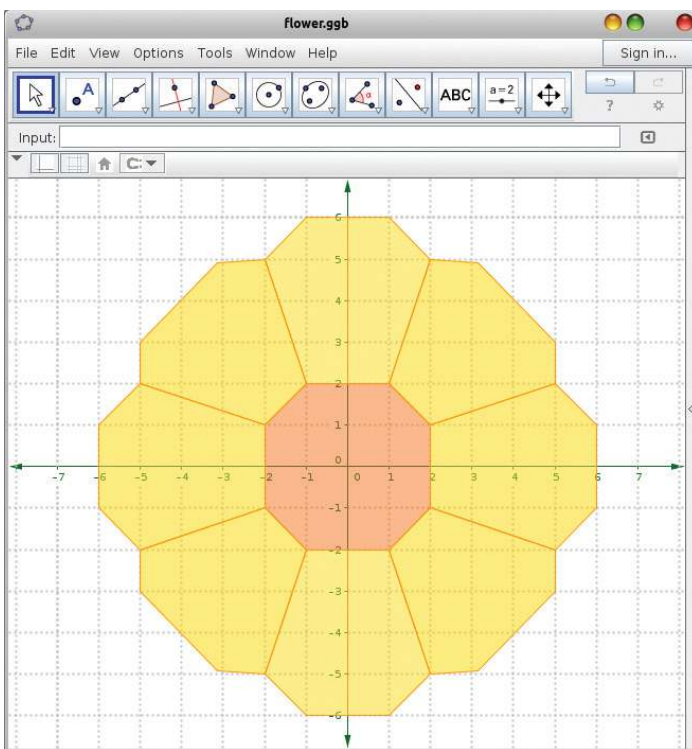 flower.ggb
File Edit View Options Tools Window Help
Sign in...
A
α
ABC
a=2
?
Input:
C:
6
5
4
3
2
1
0
-7 -6 -5 -4 -3 -2 -1 0 1 2 3 4 5 6 7
-1
-2
-3
-4
-5
-6